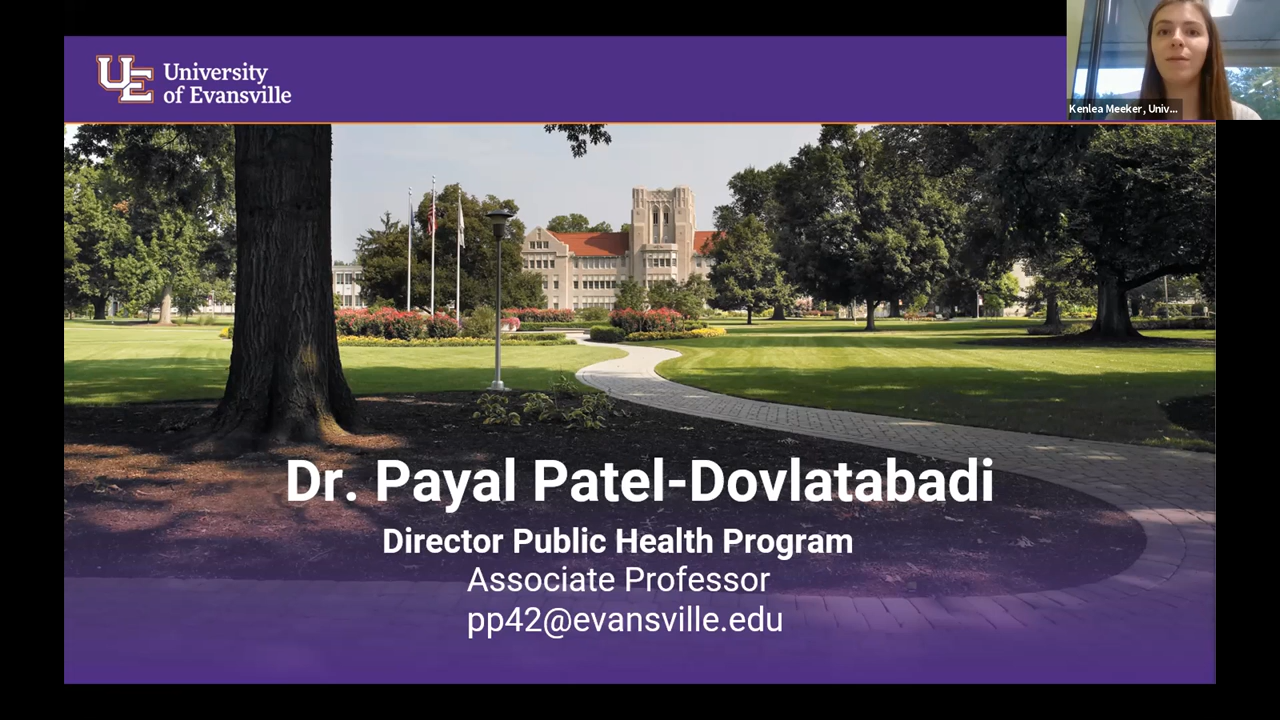 UE
University
of Evansville
Kenlea Meeker, Univ...
Dr. Payal Patel-Dovlatabadi
Director Public Health Program
Associate Professor
pp42@evansville.edu